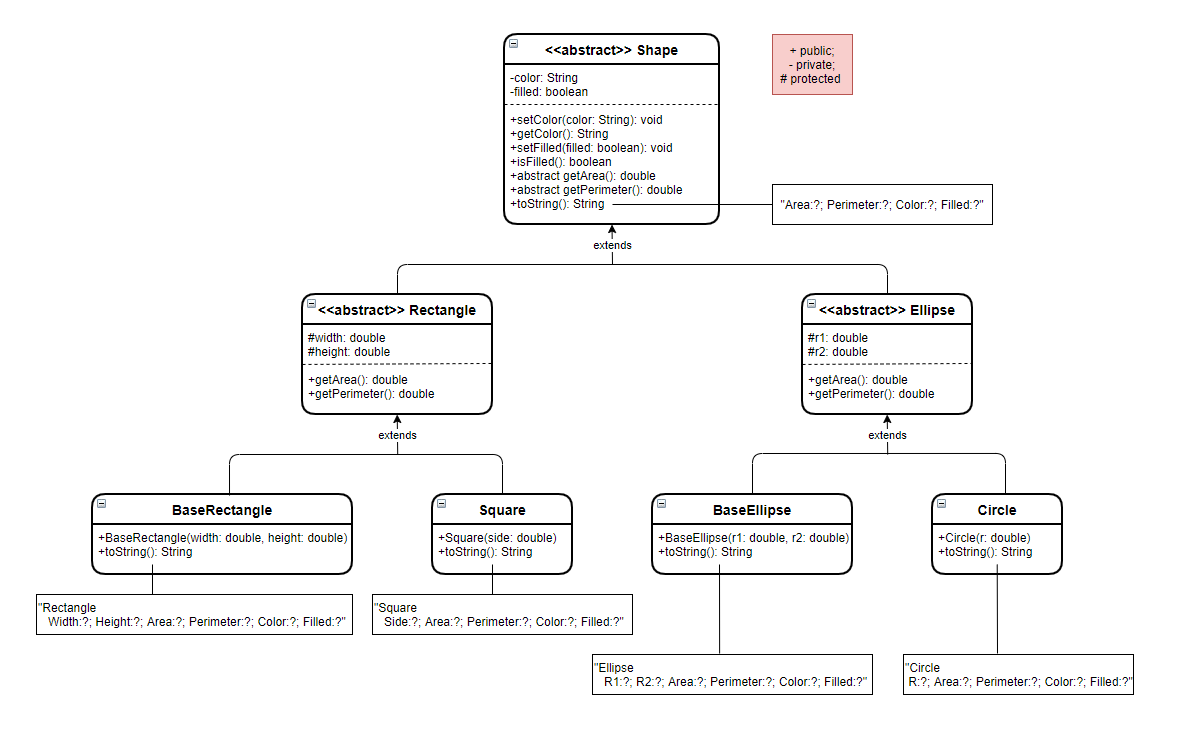 <<abstract>> Shape
-color: String
-filled: boolean
+setColor(color: String): void
+getColor(): String
+setFilled(filled: boolean): void
+isFilled(): boolean
+abstract getArea(): double
+abstract getPerimeter(): double
+toString(): String
+ public;
- private;
# protected
"Area:?; Perimeter:?; Color:?; Filled:?"
extends
<<abstract>> Rectangle
#width: double
#height: double
+getArea(): double
+getPerimeter(): double
<<abstract>> Ellipse
#r1: double
#r2: double
+getArea(): double
+getPerimeter(): double
extends
extends
BaseRectangle
+BaseRectangle(width: double, height: double)
+toString(): String
Square
+Square(side: double)
+toString(): String
BaseEllipse
+BaseEllipse(r1: double, r2: double)
+toString(): String
Circle
+Circle(r: double)
+toString(): String
"Rectangle
Width:?; Height:?; Area:?; Perimeter:?; Color:?; Filled:?"
"Square
Side:?; Area:?; Perimeter:?; Color:?; Filled:?"
"Ellipse
R1:?; R2:?; Area:?; Perimeter:?; Color:?; Filled:?"
"Circle
R:?; Area:?; Perimeter:?; Color:?; Filled:?"